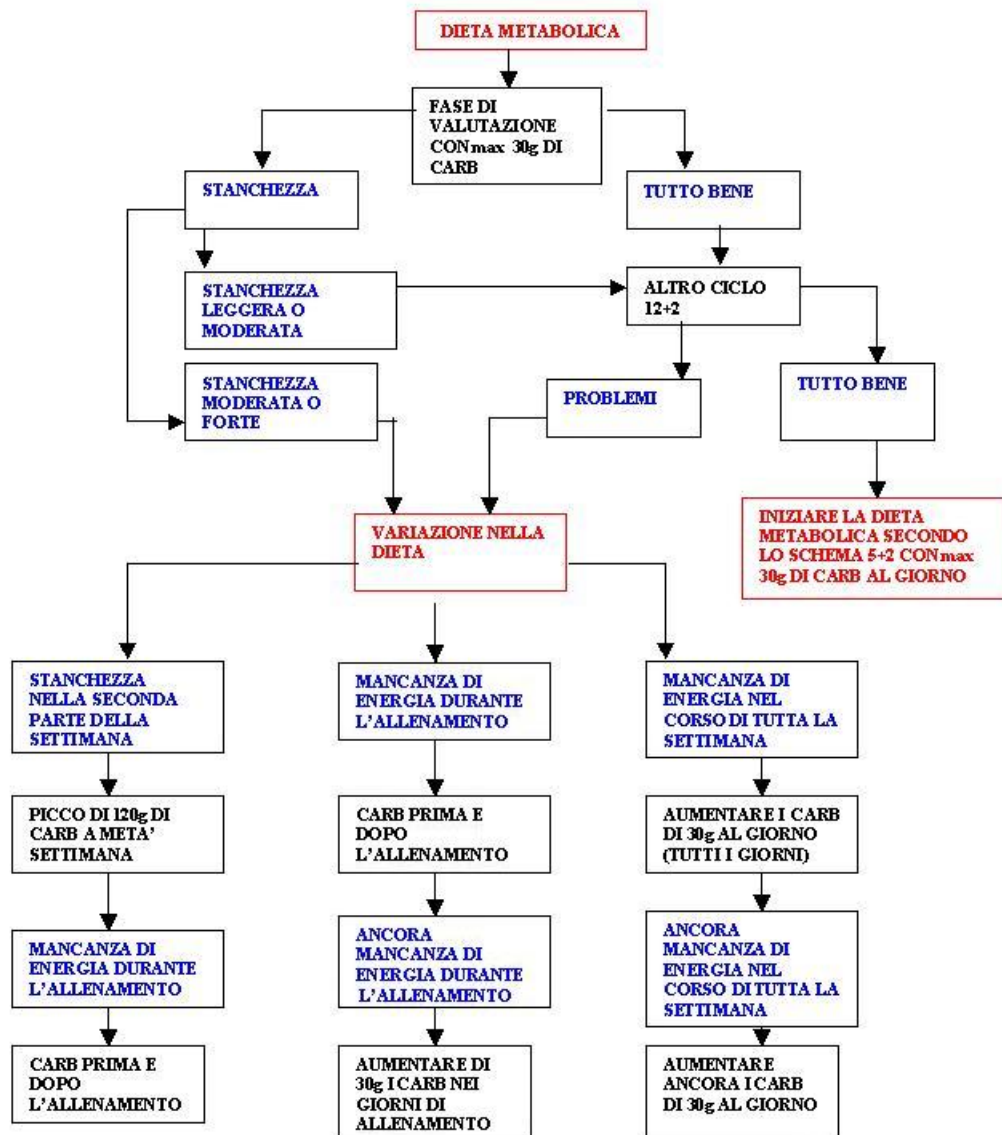 DIETA METABOLICA
FASE DI
VALUTAZIONE
CON max 30g DI
CARB
STANCHEZZA
TUTTO BENE
STANCHEZZA
LEGGERA O
MODERATA
ALTRO CICLO
12+2
STANCHEZZA
MODERATA O
FORTE
PROBLEMI
TUTTO BENE
VARIAZIONE NELLA
DIETA
INIZIARE LA DIETA
METABOLICA SECONDO
LO SCHEMA 5+2 CON max
30g DI CARB AL GIORNO
STANCHEZZA
NELLA SECONDA
PARTE DELLA
SETTIMANA
MANCANZA DI
ENERGIA DURANTE
L'ALLENAMENTO
MANCANZA DI
ENERGIA NEL
CORSO DI TUTTA LA
SETTIMANA
PICCO DI 120g DI
CARB A META'
SETTIMANA
CARB PRIMA E
DOPO
L'ALLENAMENTO
AUMENTARE I CARB
DI 30g AL GIORNO
(TUTTI I GIORNI)
MANCANZA DI
ENERGIA DURANTE
L'ALLENAMENTO
ANCORA
MANCANZA DI
ENERGIA DURANTE
L'ALLENAMENTO
ANCORA
MANCANZA DI
ENERGIA NEL
CORSO DI TUTTA LA
SETTIMANA
CARB PRIMA E
DOPO
L'ALLENAMENTO
AUMENTARE DI
30g I CARB NEI
GIORNI DI
ALLENAMENTO
AUMENTARE
ANCORA I CARB
DI 30g AL GIORNO